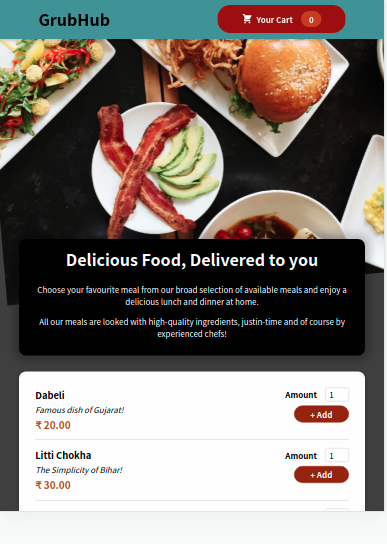 GrubHub
Your Cart 0
Delicious Food, Delivered to you
Choose your favourite meal from our broad selection of available meals and enjoy a
delicious lunch and dinner at home.
All our meals are looked with high-quality ingredients, justin-time and of course by
experienced chefs!
Dabeli
Amount 1
Famous dish of Gujarat!
+ Add
₹ 20.00
Litti Chokha
Amount 1
The Simplicity of Bihar!
+ Add
₹ 30.00